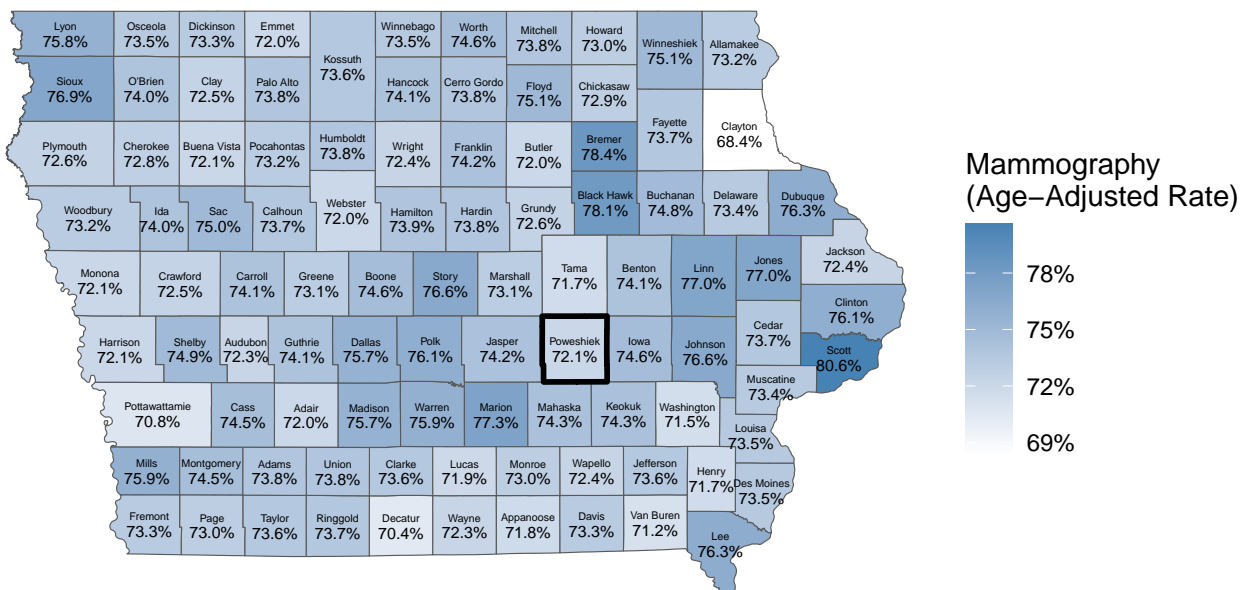 Lyon
75.8%
Osceola
73.5%
Dickinson
73.3%
Emmet
72.0%
Kossuth
73.6%
Winnebago
73.5%
Worth
74.6%
Mitchell
73.8%
Howard
73.0%
Winneshiek
75.1%
Allamakee
73.2%
Sioux
76.9%
O'Brien
74.0%
Clay
72.5%
Palo Alto
73.8%
Hancock
74.1%
Cerro Gordo
73.8%
Floyd
75.1%
Chickasaw
72.9%
Fayette
73.7%
Clayton
68.4%
Plymouth
72.6%
Cherokee
72.8%
Buena Vista
72.1%
Pocahontas
73.2%
Humboldt
73.8%
Wright
72.4%
Franklin
74.2%
Butler
72.0%
Bremer
78.4%
Woodbury
73.2%
Ida
74.0%
Sac
75.0%
Calhoun
73.7%
Webster
72.0%
Hamilton
73.9%
Hardin
73.8%
Grundy
72.6%
Black Hawk
78.1%
Buchanan
74.8%
Delaware
73.4%
Dubuque
76.3%
Monona
72.1%
Crawford
72.5%
Carroll
74.1%
Greene
73.1%
Boone
74.6%
Story
76.6%
Marshall
73.1%
Tama
71.7%
Benton
74.1%
Linn
77.0%
Jones
77.0%
Jackson
72.4%
Clinton
76.1%
Harrison
72.1%
Shelby
74.9%
Audubon
72.3%
Guthrie
74.1%
Dallas
75.7%
Polk
76.1%
Jasper
74.2%
Poweshiek
72.1%
Iowa
74.6%
Johnson
76.6%
Cedar
73.7%
Scott
80.6%
Muscatine
73.4%
Pottawattamie
70.8%
Cass
74.5%
Adair
72.0%
Madison
75.7%
Warren
75.9%
Marion
77.3%
Mahaska
74.3%
Keokuk
74.3%
Washington
71.5%
Louisa
73.5%
Mills
75.9%
Montgomery
74.5%
Adams
73.8%
Union
73.8%
Clarke
73.6%
Lucas
71.9%
Monroe
73.0%
Wapello
72.4%
Jefferson
73.6%
Henry
71.7%
Des Moines
73.5%
Fremont
73.3%
Page
73.0%
Taylor
73.6%
Ringgold
73.7%
Decatur
70.4%
Wayne
72.3%
Appanoose
71.8%
Davis
73.3%
Van Buren
71.2%
Lee
76.3%
Mammography
(Age−Adjusted Rate)
78%
75%
72%
69%